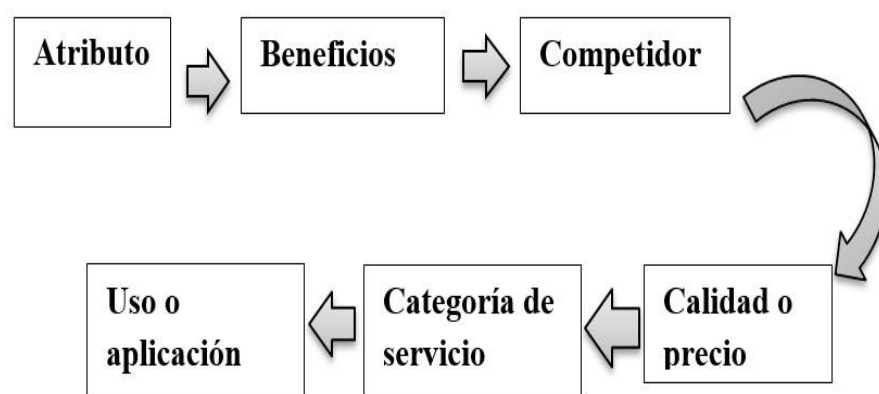 Atributo
Beneficios
Competidor
Calidad o
precio
Categoría de
servicio
Uso o
aplicación